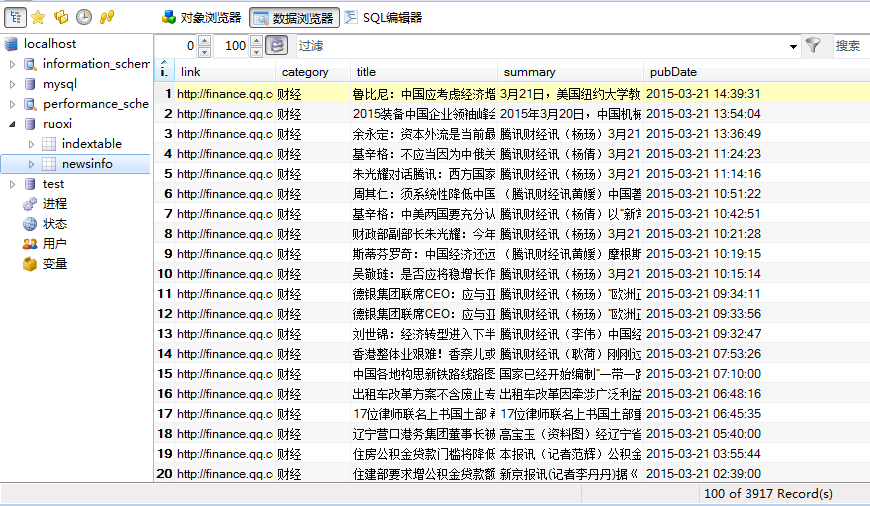 对象浏览器 数据浏览器 SQL编辑器
localhost
information_schem
mysql
performance_sche
ruoxi
indextable
newsinfo
test
进程
状态
用户
变量
0 100 过滤 搜索
i. link category title summary pubDate
1 http://finance.qq.c 财经 鲁比尼：中国应考虑经济增 3月21日，美国纽约大学教 2015-03-21 14:39:31
2 http://finance.qq.c 财经 2015装备中国企业领袖峰会 2015年3月20日，中国机械 2015-03-21 13:54:04
3 http://finance.qq.c 财经 余永定：资本外流是当前最 腾讯财经讯（杨玚）3月21 2015-03-21 13:36:49
4 http://finance.qq.c 财经 基辛格：不应当因为中俄关 腾讯财经讯（杨倩）3月21 2015-03-21 11:24:23
5 http://finance.qq.c 财经 朱光耀对话腾讯：西方国家 腾讯财经讯（杨玚）3月21 2015-03-21 11:14:16
6 http://finance.qq.c 财经 周其仁：须系统性降低中国 （腾讯财经讯黄媛）中国著 2015-03-21 10:51:22
7 http://finance.qq.c 财经 基辛格：中美两国要充分认 腾讯财经讯（杨倩）以“新常 2015-03-21 10:42:51
8 http://finance.qq.c 财经 财政部副部长朱光耀：今年 腾讯财经讯（杨玚）3月21 2015-03-21 10:21:28
9 http://finance.qq.c 财经 斯蒂芬罗奇：中国经济还远 （腾讯财经讯黄媛）摩根斯 2015-03-21 10:19:15
10 http://finance.qq.c 财经 吴敬琏：是否应将稳增长作 腾讯财经讯（杨玚）3月21 2015-03-21 10:15:14
11 http://finance.qq.c 财经 德银集团联席CEO：应与亚 腾讯财经讯（杨玚）“欧洲正 2015-03-21 09:34:11
12 http://finance.qq.c 财经 德银集团联席CEO：应与亚 腾讯财经讯（杨玚）“欧洲正 2015-03-21 09:33:56
13 http://finance.qq.c 财经 刘世锦：经济转型进入下半 腾讯财经讯（李伟）中国经 2015-03-21 09:32:47
14 http://finance.qq.c 财经 香港整体业艰难！香奈儿或 腾讯财经讯（耿荷）刚刚过 2015-03-21 07:53:26
15 http://finance.qq.c 财经 中国各地构思新铁路线路图 国家已经开始编制“一带一路 2015-03-21 07:10:00
16 http://finance.qq.c 财经 出租车改革方案不含废止专 出租车改革因牵涉广泛利益 2015-03-21 06:48:16
17 http://finance.qq.c 财经 17位律师联名上书国土部 17位律师联名上书国土部重 2015-03-21 06:45:35
18 http://finance.qq.c 财经 辽宁营口港务集团董事长被 高宝玉（资料图）经辽宁省 2015-03-21 05:40:00
19 http://finance.qq.c 财经 住房公积金贷款门槛将降低 本报讯（记者范辉）公积金 2015-03-21 03:55:44
20 http://finance.qq.c 财经 住建部要求增公积金贷款额 新京报讯(记者李丹丹)据《 2015-03-21 02:39:00
100 of 3917 Record(s)